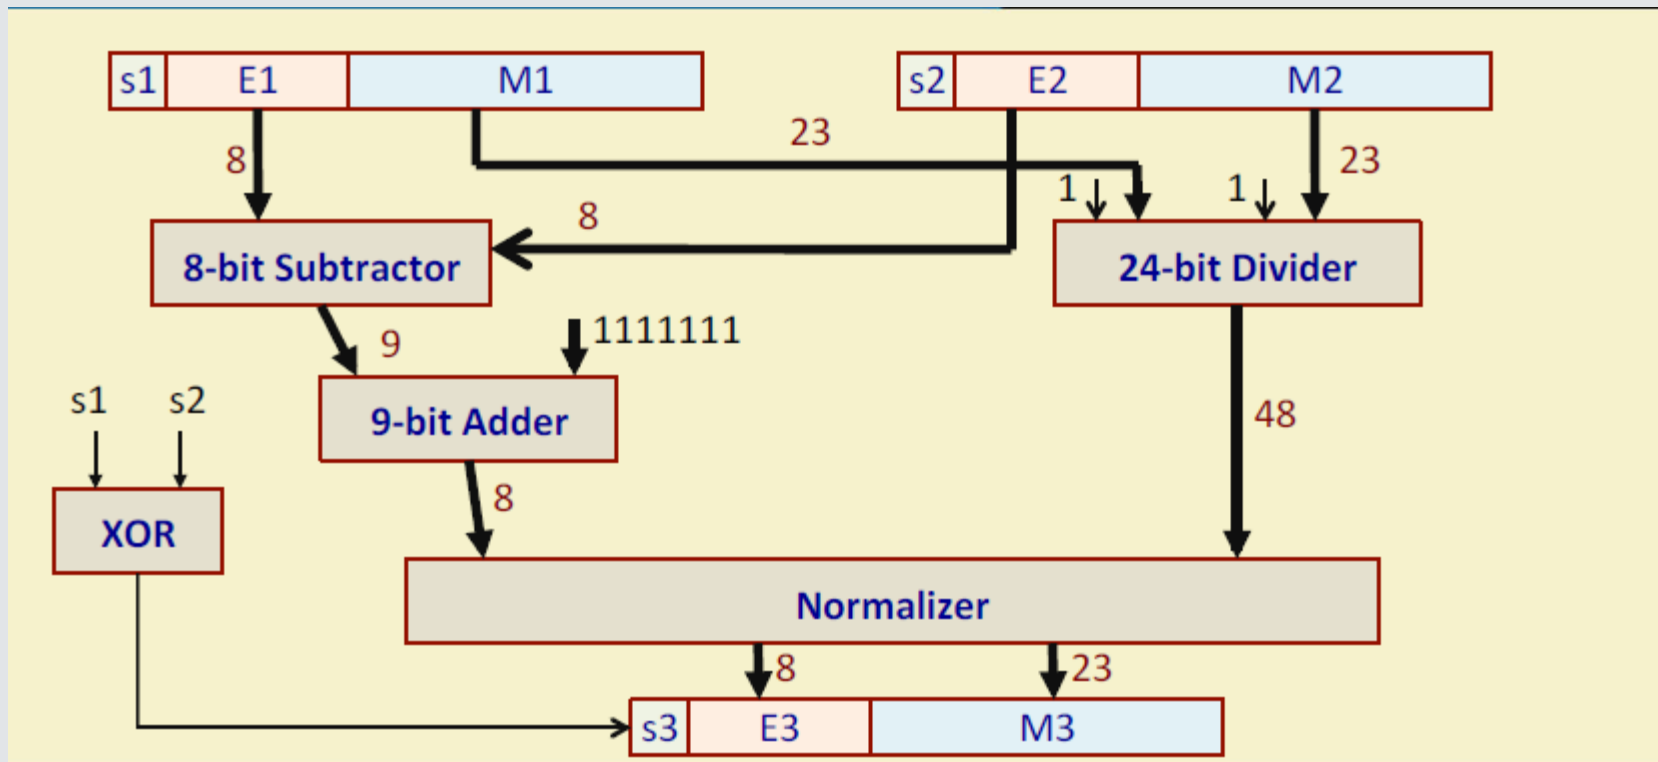 s1 E1 M1 s2 E2 M2
23
8 23
1 1
8
8-bit Subtractor 24-bit Divider
9 1111111
s1 s2
9-bit Adder 48
8
XOR
Normalizer
8 23
s3 E3 M3